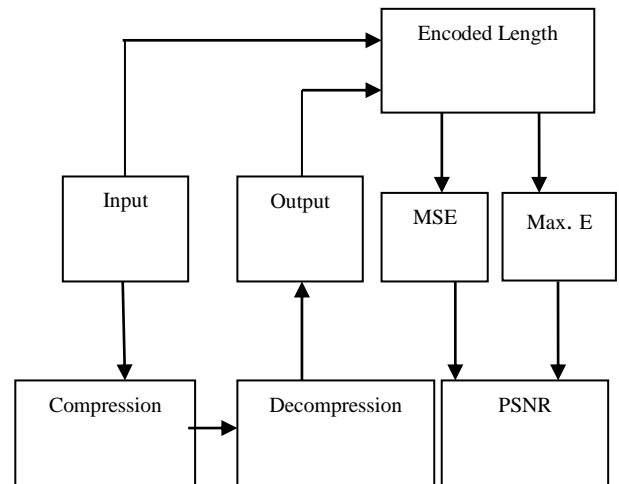 Encoded Length
Input
Output
MSE
Max. E
Compression
Decompression
PSNR